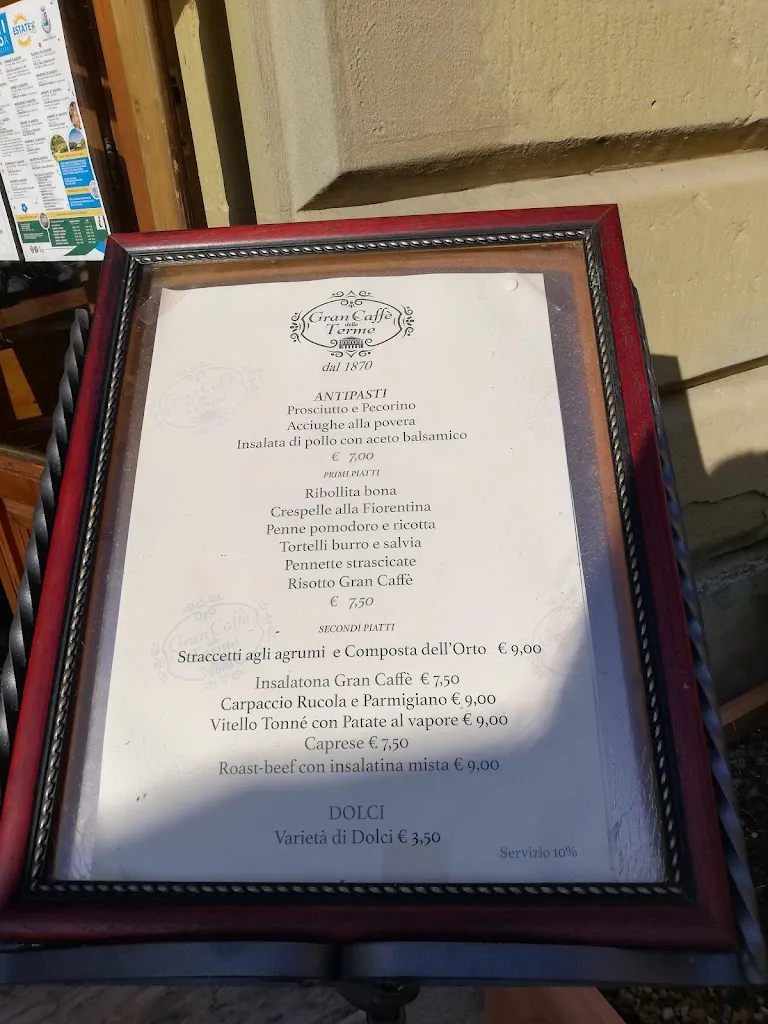 ESTATE
Gran Caffè
delle
Terme
dal 1870
ANTIPASTI
Prosciutto e Pecorino
Acciughe alla povera
Insalata di pollo con aceto balsamico
€ 7,00
PRIMI PIATTI
Ribollita bona
Crespelle alla Fiorentina
Penne pomodoro e ricotta
Tortelli burro e salvia
Pennette strascicate
Risotto Gran Caffè
€ 7,50
SECONDI PIATTI
Straccetti agli agrumi e Composta dell'Orto € 9,00
Insalatona Gran Caffè € 7,50
Carpaccio Rucola e Parmigiano € 9,00
Vitello Tonné con Patate al vapore € 9,00
Caprese € 7,50
Roast-beef con insalatina mista € 9,00
DOLCI
Varietà di Dolci € 3,50
Servizio 10%